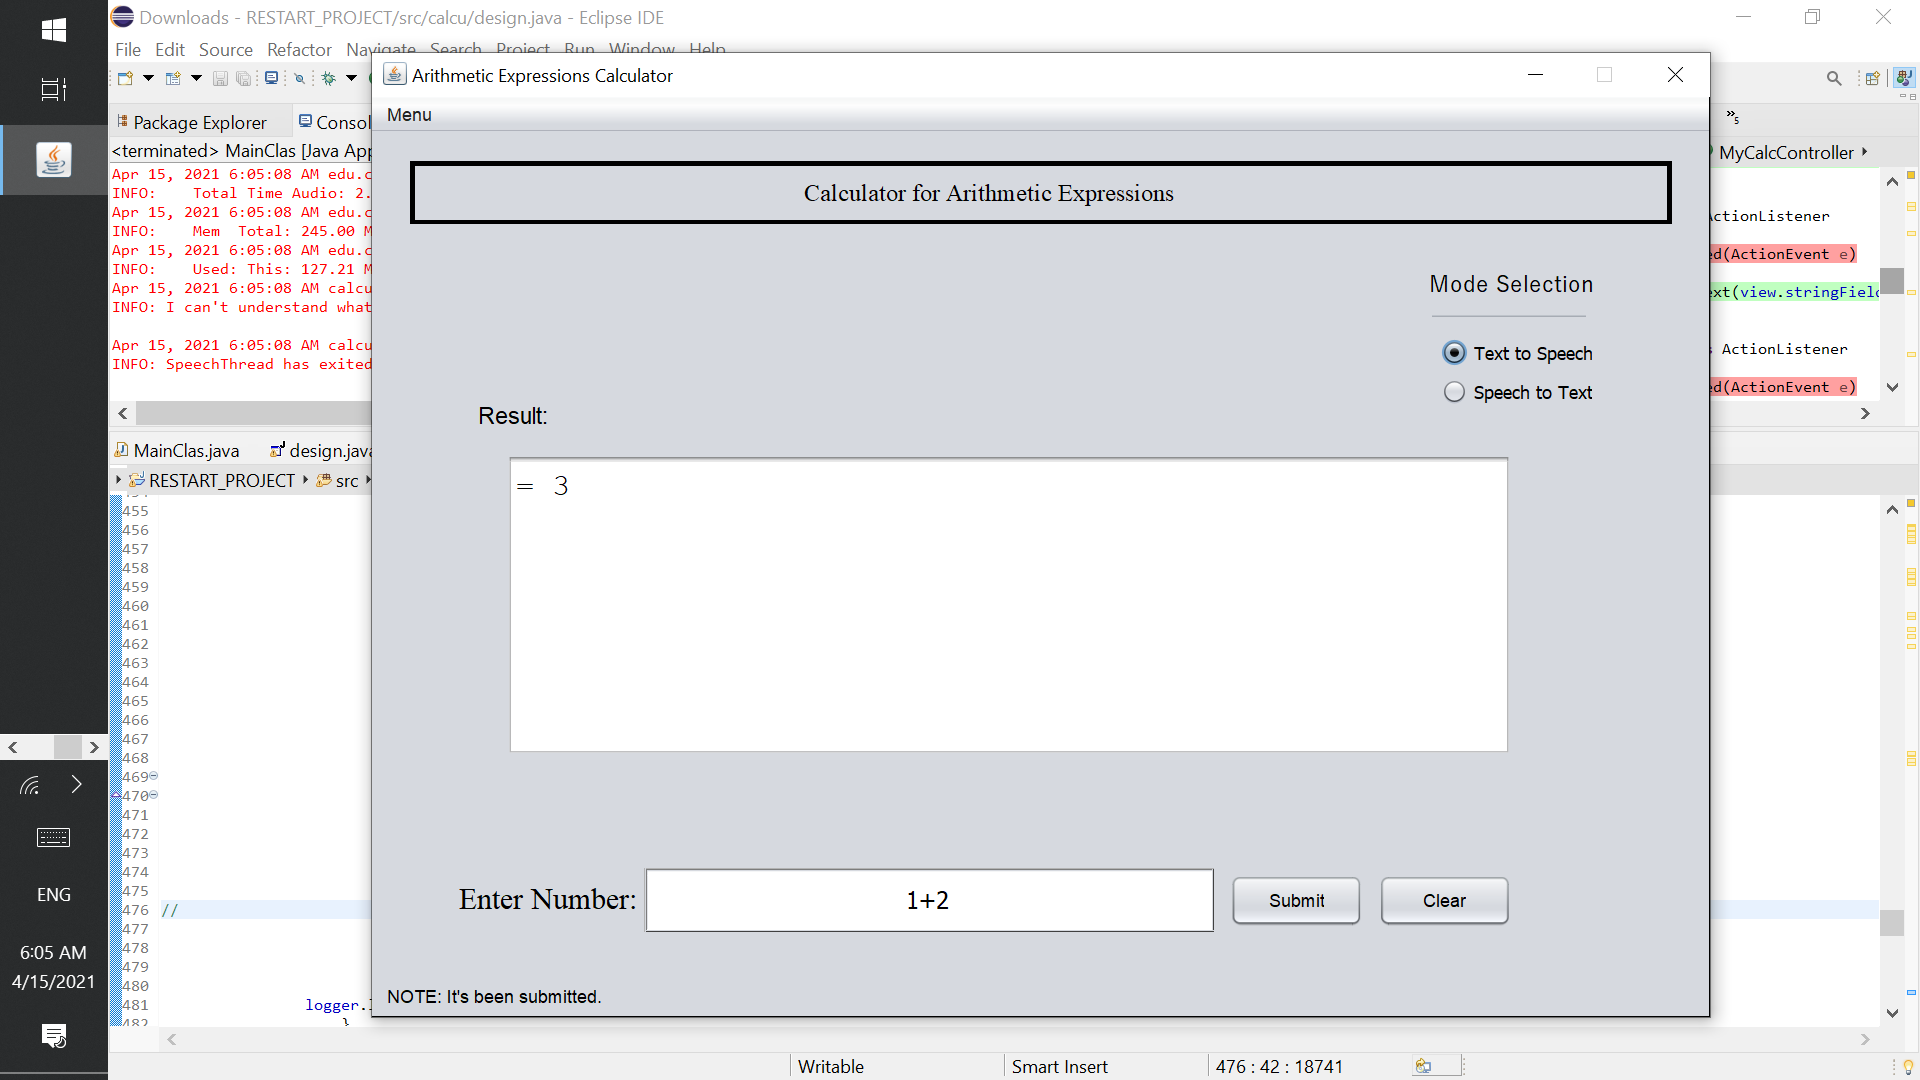 Downloads - RESTART_PROJECT/src/calcu/design.java - Eclipse IDE
File Edit Source Refactor Navigate Search Project Run Window Help
Arithmetic Expressions Calculator
Menu
Package Explorer
Consol
<terminated> MainClas [Java App
Apr 15, 2021 6:05:08 AM edu.c
INFO: Total Time Audio: 2.
Apr 15, 2021 6:05:08 AM edu.c
INFO: Mem Total: 245.00 M
Apr 15, 2021 6:05:08 AM edu.c
INFO: Used: This: 127.21 M
Apr 15, 2021 6:05:08 AM calcu
INFO: I can't understand what
Apr 15, 2021 6:05:08 AM calcu
INFO: SpeechThread has exited
Calculator for Arithmetic Expressions
Mode Selection
Text to Speech
Speech to Text
Result:
= 3
Enter Number:
1+2
Submit
Clear
NOTE: It's been submitted.
»5
MyCalcController
ActionListener
ed(ActionEvent e)
ext(view.stringField
s ActionListener
ed(ActionEvent e)
MainClas.java
design.java
RESTART_PROJECT
src
455
456
457
458
459
460
461
462
463
464
465
466
467
468
469
470
471
472
473
474
475
476 //
477
478
479
480
481 logger.
482 }
Writable
Smart Insert
476 : 42 : 18741
ENG
6:05 AM
4/15/2021